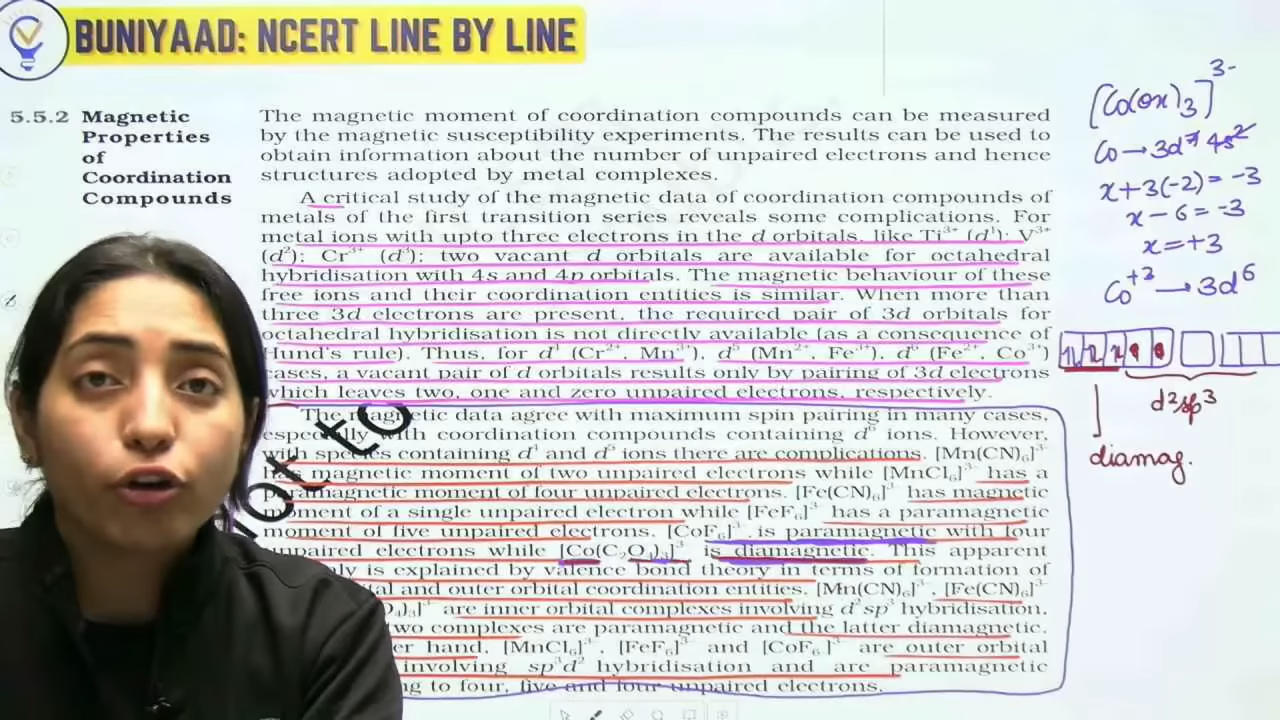 BUNIYAAD: NCERT LINE BY LINE
5.5.2 Magnetic
Properties
of
Coordination
Compounds
The magnetic moment of coordination compounds can be measured
by the magnetic susceptibility experiments. The results can be used to
obtain information about the number of unpaired electrons and hence
structures adopted by metal complexes.
A critical study of the magnetic data of coordination compounds of
metals of the first transition series reveals some complications. For
metal ions with upto three electrons in the d orbitals, like Ti³⁺ (d¹); V³⁺
(d²); Cr³⁺ (d³); two vacant d orbitals are available for octahedral
hybridisation with 4s and 4p orbitals. The magnetic behaviour of these
free ions and their coordination entities is similar. When more than
three 3d electrons are present, the required pair of 3d orbitals for
octahedral hybridisation is not directly available (as a consequence of
Hund's rule). Thus, for d⁴ (Cr²⁺, Mn³⁺), d⁵ (Mn²⁺, Fe³⁺), d⁶ (Fe²⁺, Co³⁺)
cases, a vacant pair of d orbitals results only by pairing of 3d electrons
which leaves two, one and zero unpaired electrons, respectively.
The magnetic data agree with maximum spin pairing in many cases,
especially with coordination compounds containing d⁶ ions. However,
with species containing d⁴ and d⁵ ions there are complications. [Mn(CN)₆]³⁻
has magnetic moment of two unpaired electrons while [MnCl₆]³⁻ has a
paramagnetic moment of four unpaired electrons. [Fe(CN)₆]³⁻ has magnetic
moment of a single unpaired electron while [FeF₆]³⁻ has a paramagnetic
moment of five unpaired electrons. [CoF₆]³⁻ is paramagnetic with four
unpaired electrons while [Co(C₂O₄)₃]³⁻ is diamagnetic. This apparent
is explained by valence bond theory in terms of formation of
and outer orbital coordination entities. [Mn(CN)₆]³⁻, [Fe(CN)₆]³⁻
O₄)₃]³⁻ are inner orbital complexes involving d²sp³ hybridisation,
two complexes are paramagnetic and the latter diamagnetic.
er hand, [MnCl₆]³⁻, [FeF₆]³⁻ and [CoF₆]³⁻ are outer orbital
involving sp³d² hybridisation and are paramagnetic
ng to four, five and four unpaired electrons.
not to
[Co(ox)₃]³⁻
Co → 3d⁷ 4s²
x+3(-2) = -3
x-6 = -3
x = +3
Co⁺³ → 3d⁶
d²sp³
diamag.